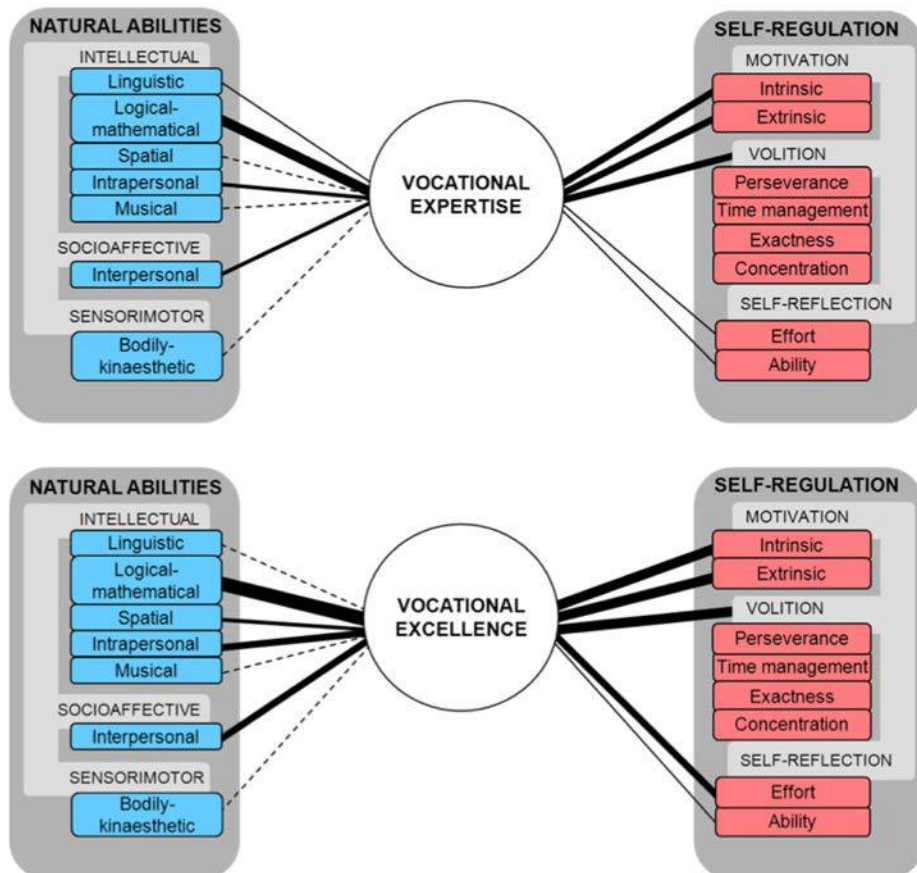 NATURAL ABILITIES
INTELLECTUAL
Linguistic
Logical-
mathematical
Spatial
Intrapersonal
Musical
SOCIOAFFECTIVE
Interpersonal
SENSORIMOTOR
Bodily-
kinaesthetic
VOCATIONAL
EXPERTISE
SELF-REGULATION
MOTIVATION
Intrinsic
Extrinsic
VOLITION
Perseverance
Time management
Exactness
Concentration
SELF-REFLECTION
Effort
Ability
NATURAL ABILITIES
INTELLECTUAL
Linguistic
Logical-
mathematical
Spatial
Intrapersonal
Musical
SOCIOAFFECTIVE
Interpersonal
SENSORIMOTOR
Bodily-
kinaesthetic
VOCATIONAL
EXCELLENCE
SELF-REGULATION
MOTIVATION
Intrinsic
Extrinsic
VOLITION
Perseverance
Time management
Exactness
Concentration
SELF-REFLECTION
Effort
Ability